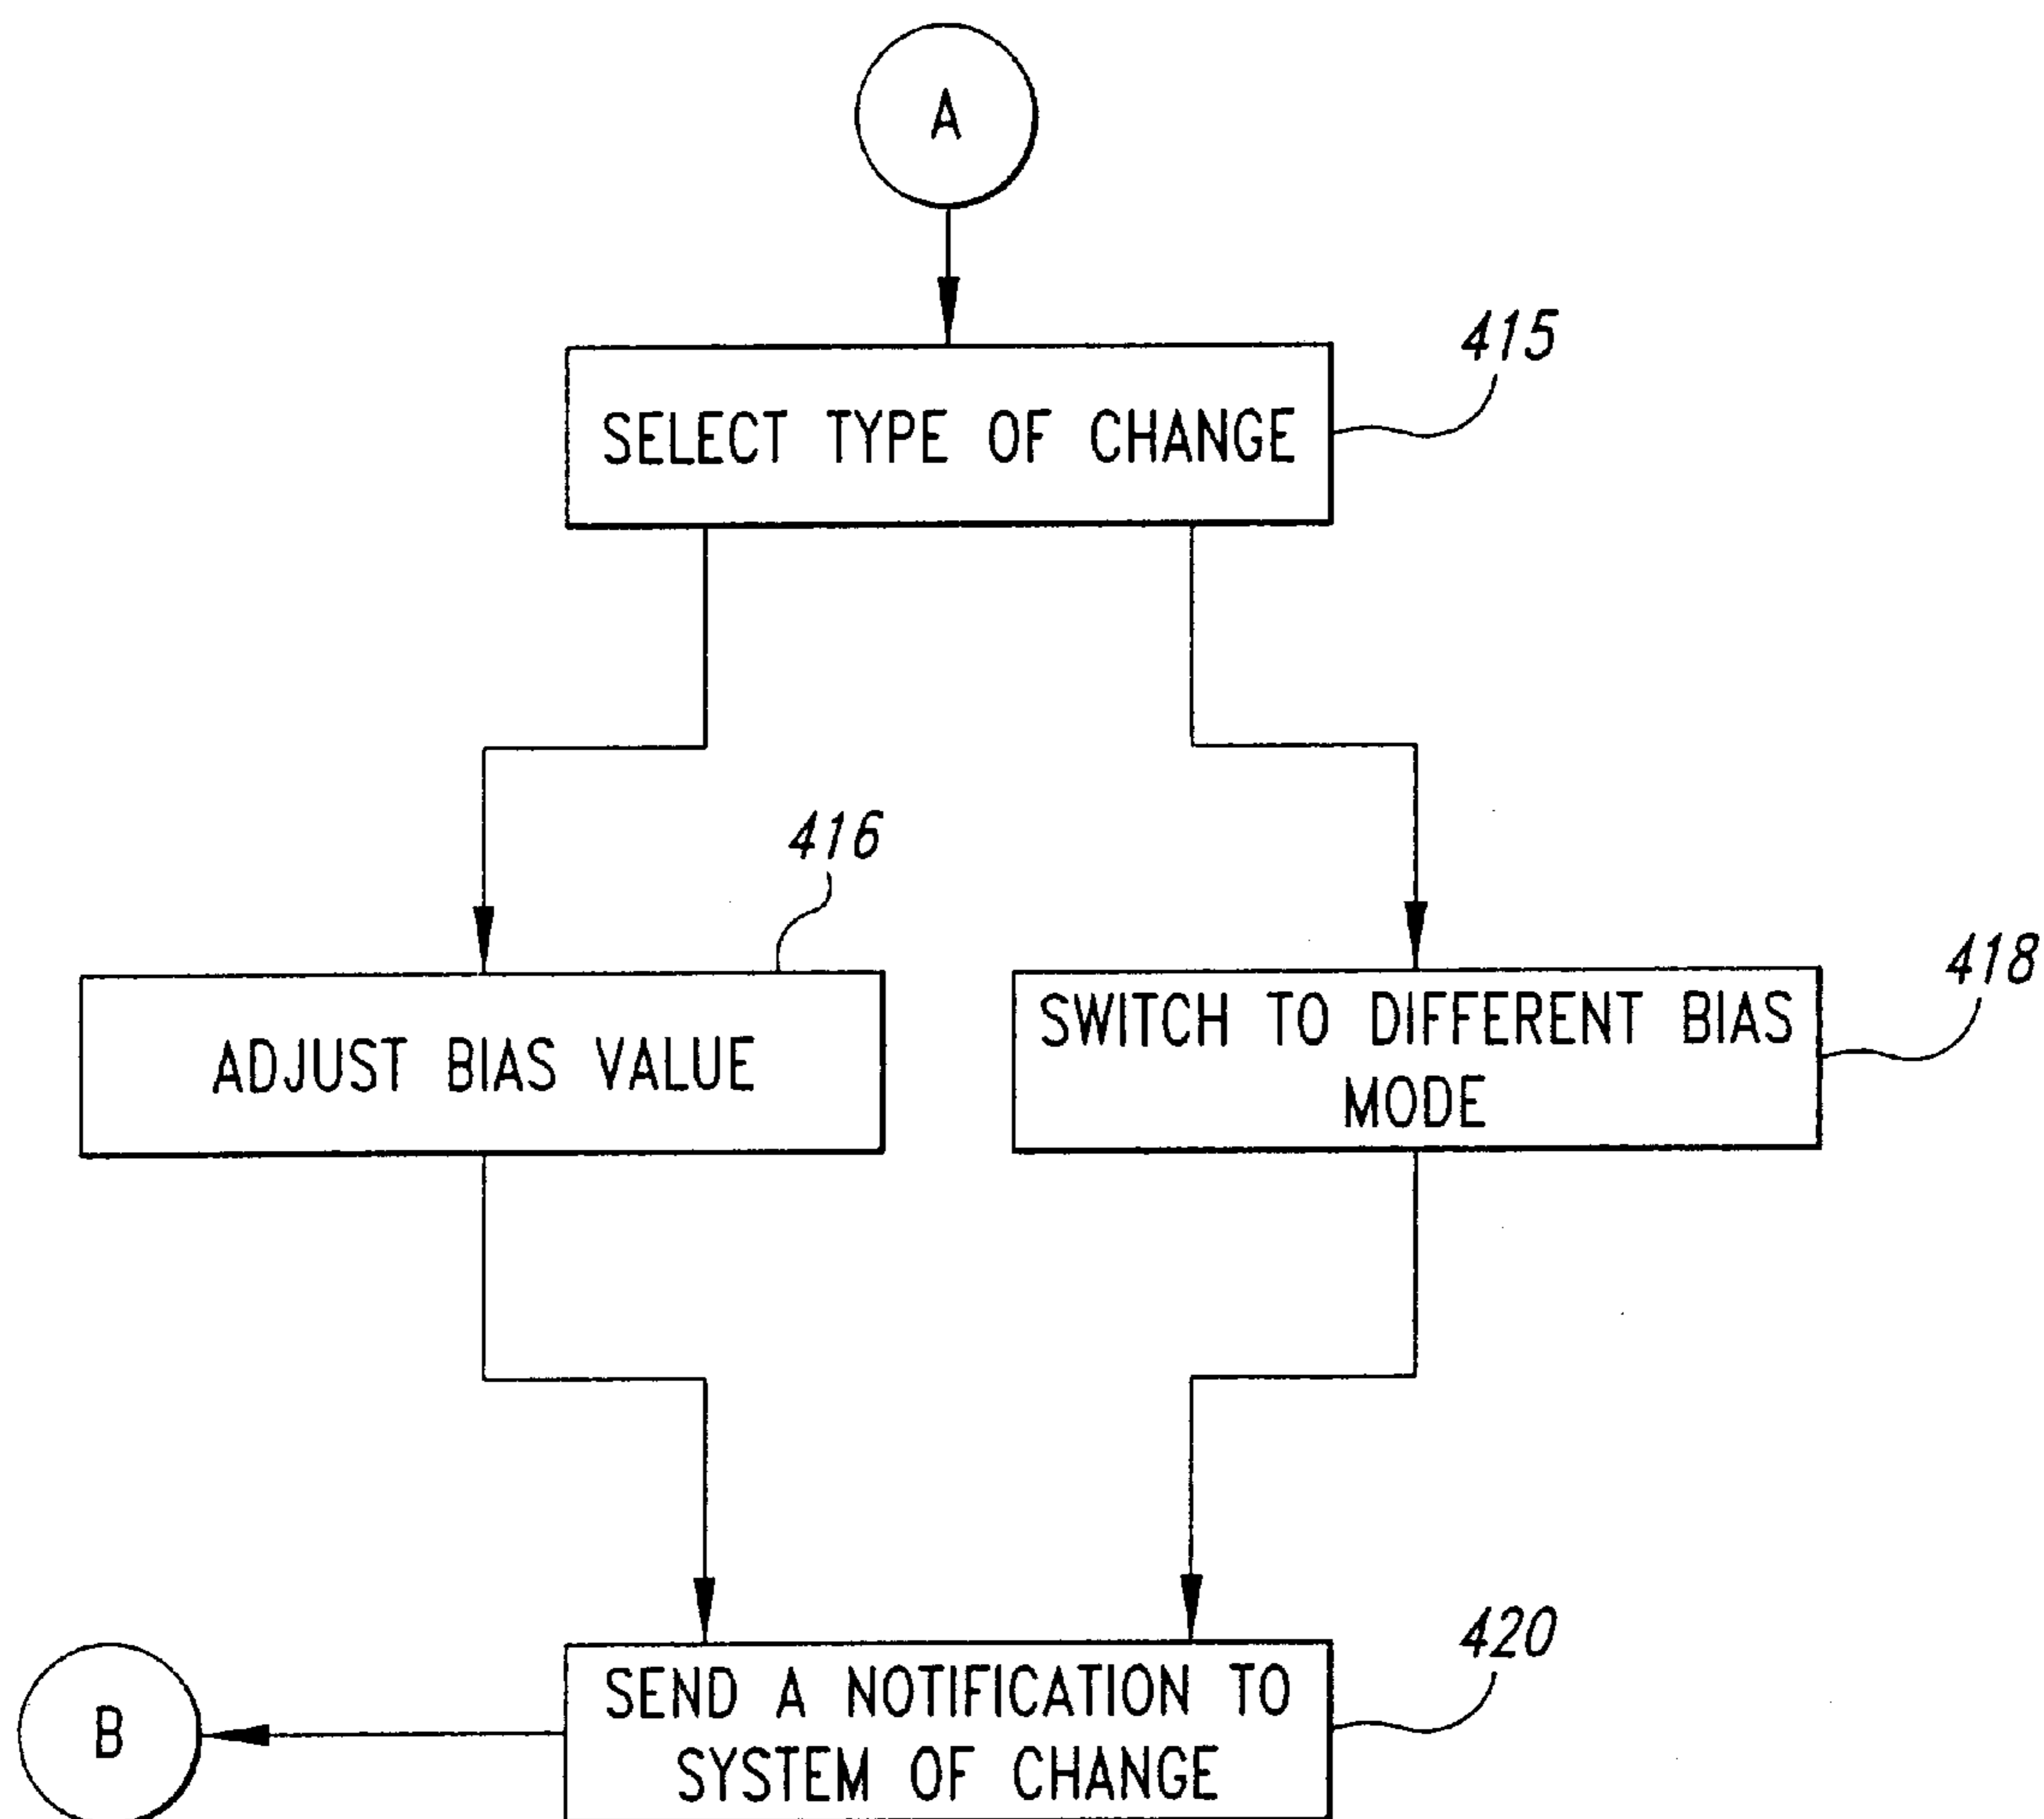 A
415
SELECT TYPE OF CHANGE
416
ADJUST BIAS VALUE
418
SWITCH TO DIFFERENT BIAS
MODE
420
SEND A NOTIFICATION TO
SYSTEM OF CHANGE
B